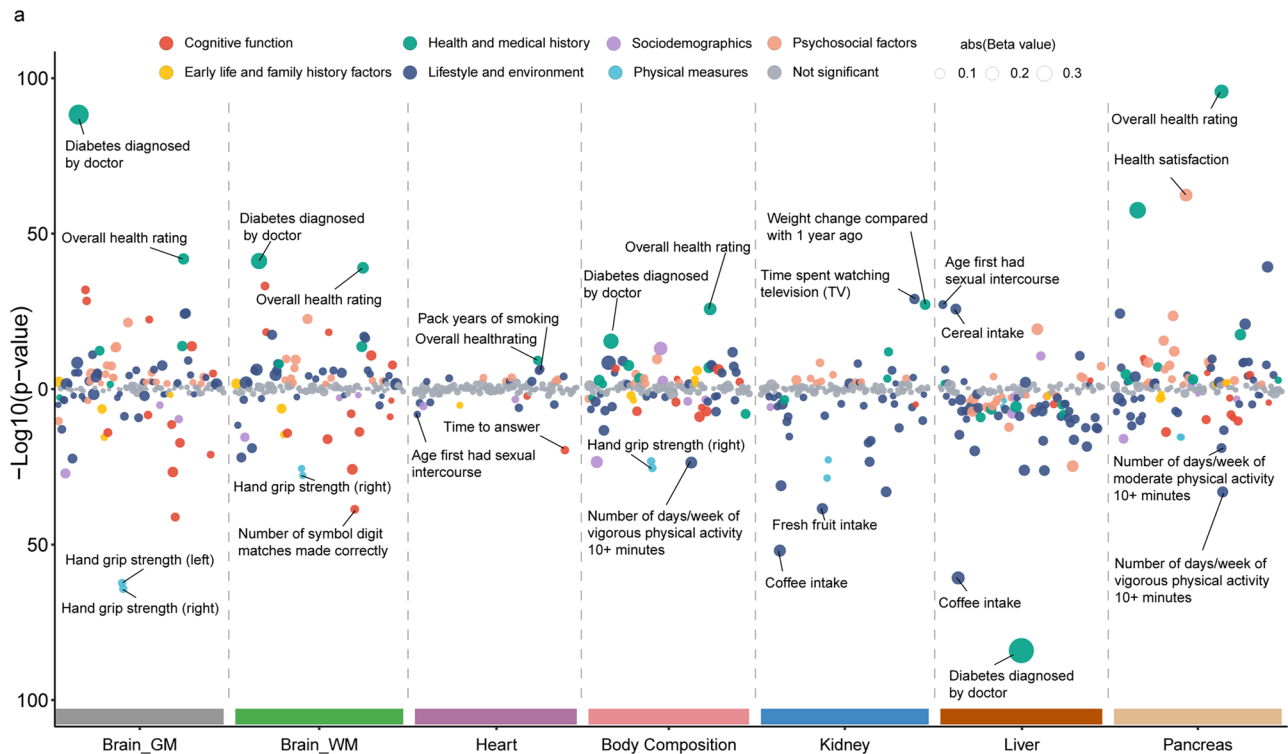 a
Cognitive function
Health and medical history
Sociodemographics
Psychosocial factors
abs(Beta value)
Early life and family history factors
Lifestyle and environment
Physical measures
Not significant
0.1
0.2
0.3
−Log10(p−value)
100
50
0
50
100
Diabetes diagnosed
by doctor
Overall health rating
Hand grip strength (left)
Hand grip strength (right)
Diabetes diagnosed
by doctor
Overall health rating
Hand grip strength (right)
Number of symbol digit
matches made correctly
Pack years of smoking
Overall healthrating
Time to answer
Age first had sexual
intercourse
Overall health rating
Diabetes diagnosed
by doctor
Hand grip strength (right)
Number of days/week of
vigorous physical activity
10+ minutes
Weight change compared
with 1 year ago
Time spent watching
television (TV)
Fresh fruit intake
Coffee intake
Age first had
sexual intercourse
Cereal intake
Coffee intake
Diabetes diagnosed
by doctor
Overall health rating
Health satisfaction
Number of days/week of
moderate physical activity
10+ minutes
Number of days/week of
vigorous physical activity
10+ minutes
Brain_GM
Brain_WM
Heart
Body Composition
Kidney
Liver
Pancreas